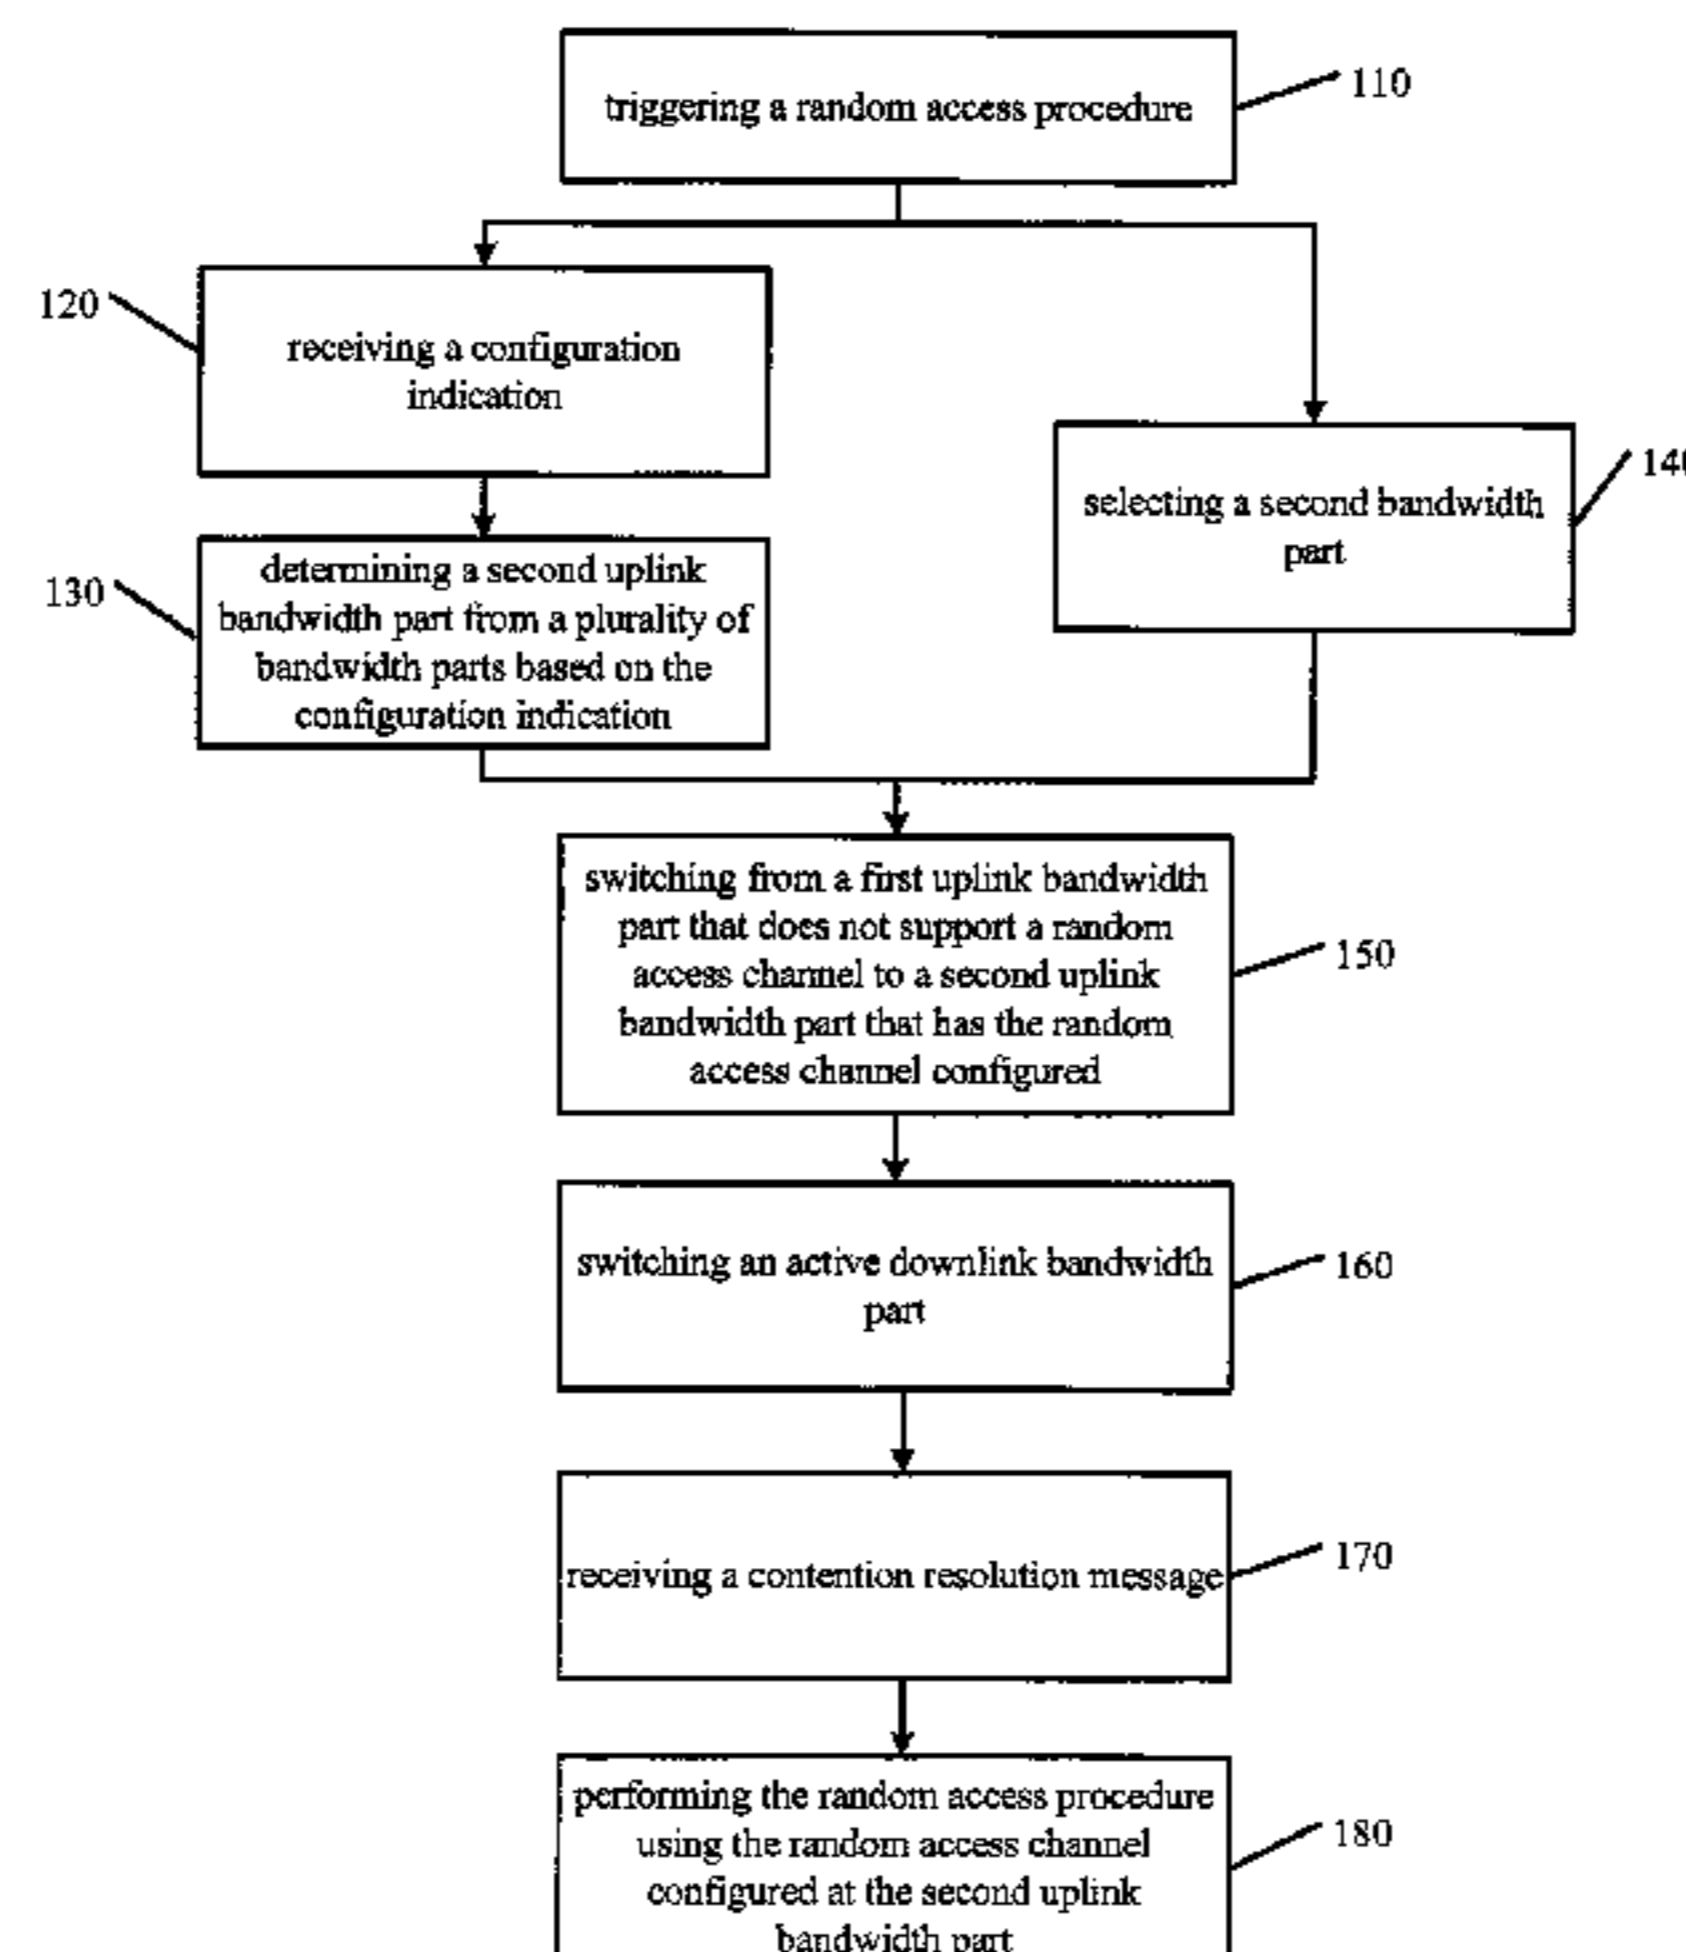 triggering a random access procedure
110
120
receiving a configuration
indication
140
selecting a second bandwidth
part
130
determining a second uplink
bandwidth part from a plurality of
bandwidth parts based on the
configuration indication
switching from a first uplink bandwidth
part that does not support a random
access channel to a second uplink
bandwidth part that has the random
access channel configured
150
switching an active downlink bandwidth
part
160
receiving a contention resolution message
170
performing the random access procedure
using the random access channel
configured at the second uplink
bandwidth part
180